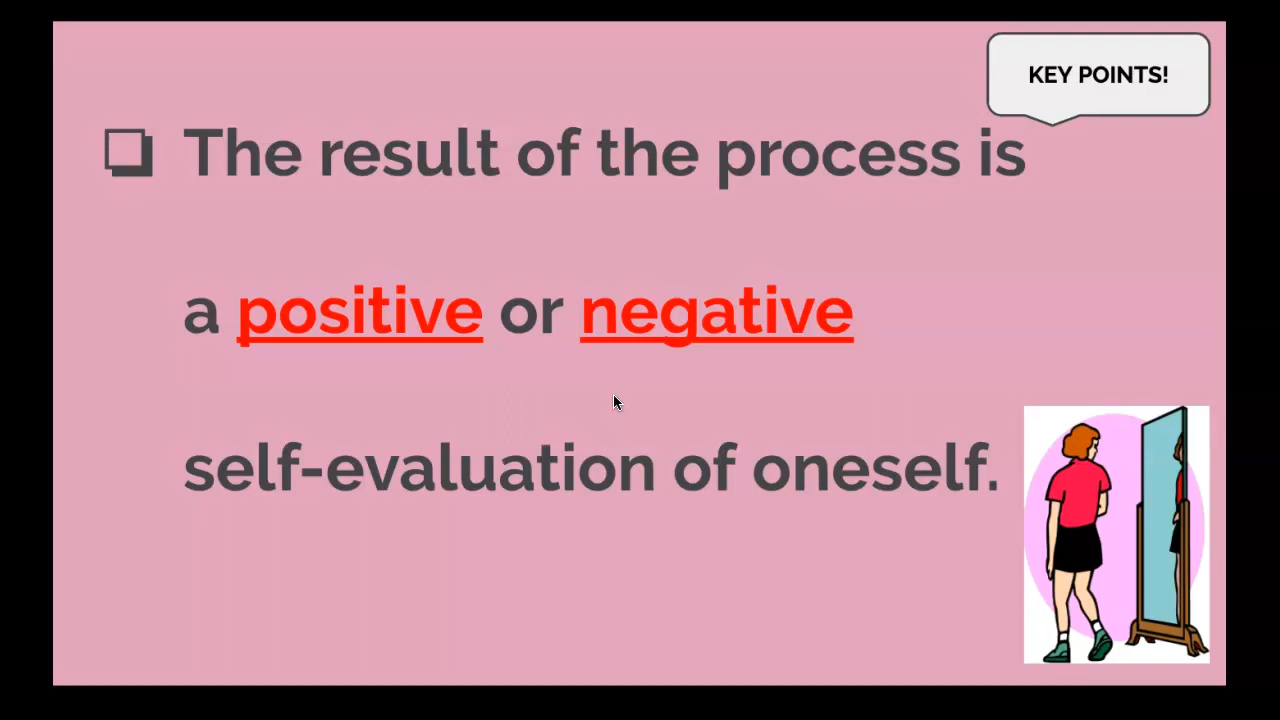 KEY POINTS!
The result of the process is
a positive or negative
self-evaluation of oneself.